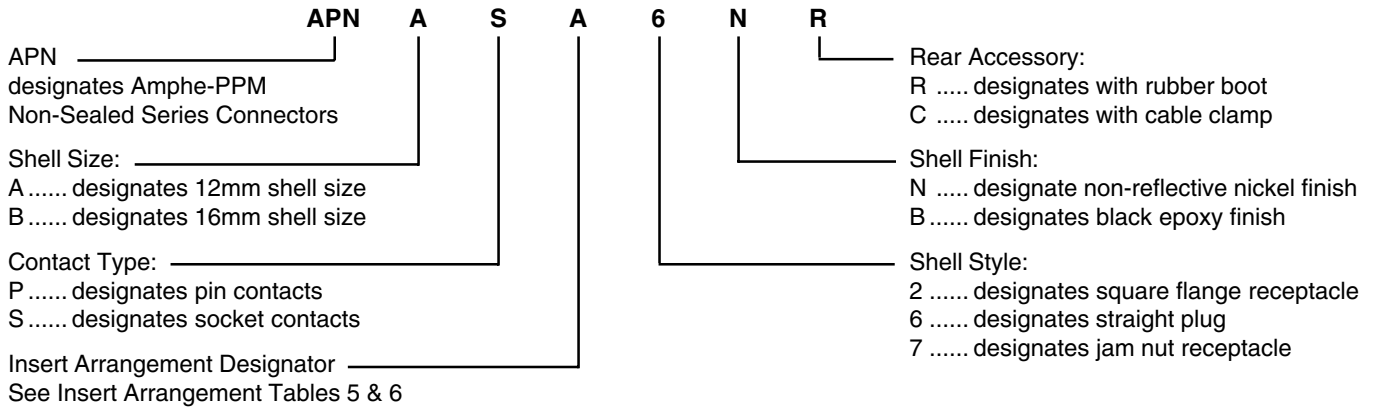 APN A S A 6 N R
APN
designates Amphe-PPM
Non-Sealed Series Connectors
Shell Size:
A ...... designates 12mm shell size
B ...... designates 16mm shell size
Contact Type:
P ...... designates pin contacts
S ...... designates socket contacts
Insert Arrangement Designator
See Insert Arrangement Tables 5 & 6
Rear Accessory:
R ..... designates with rubber boot
C ..... designates with cable clamp
Shell Finish:
N ..... designate non-reflective nickel finish
B ...... designates black epoxy finish
Shell Style:
2 ...... designates square flange receptacle
6 ...... designates straight plug
7 ...... designates jam nut receptacle